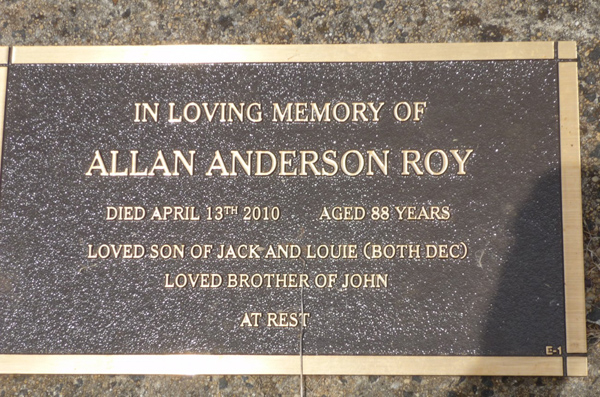 IN LOVING MEMORY OF
ALLAN ANDERSON ROY
DIED APRIL 13TH 2010 AGED 88 YEARS
LOVED SON OF JACK AND LOUIE (BOTH DEC)
LOVED BROTHER OF JOHN
AT REST
E-1